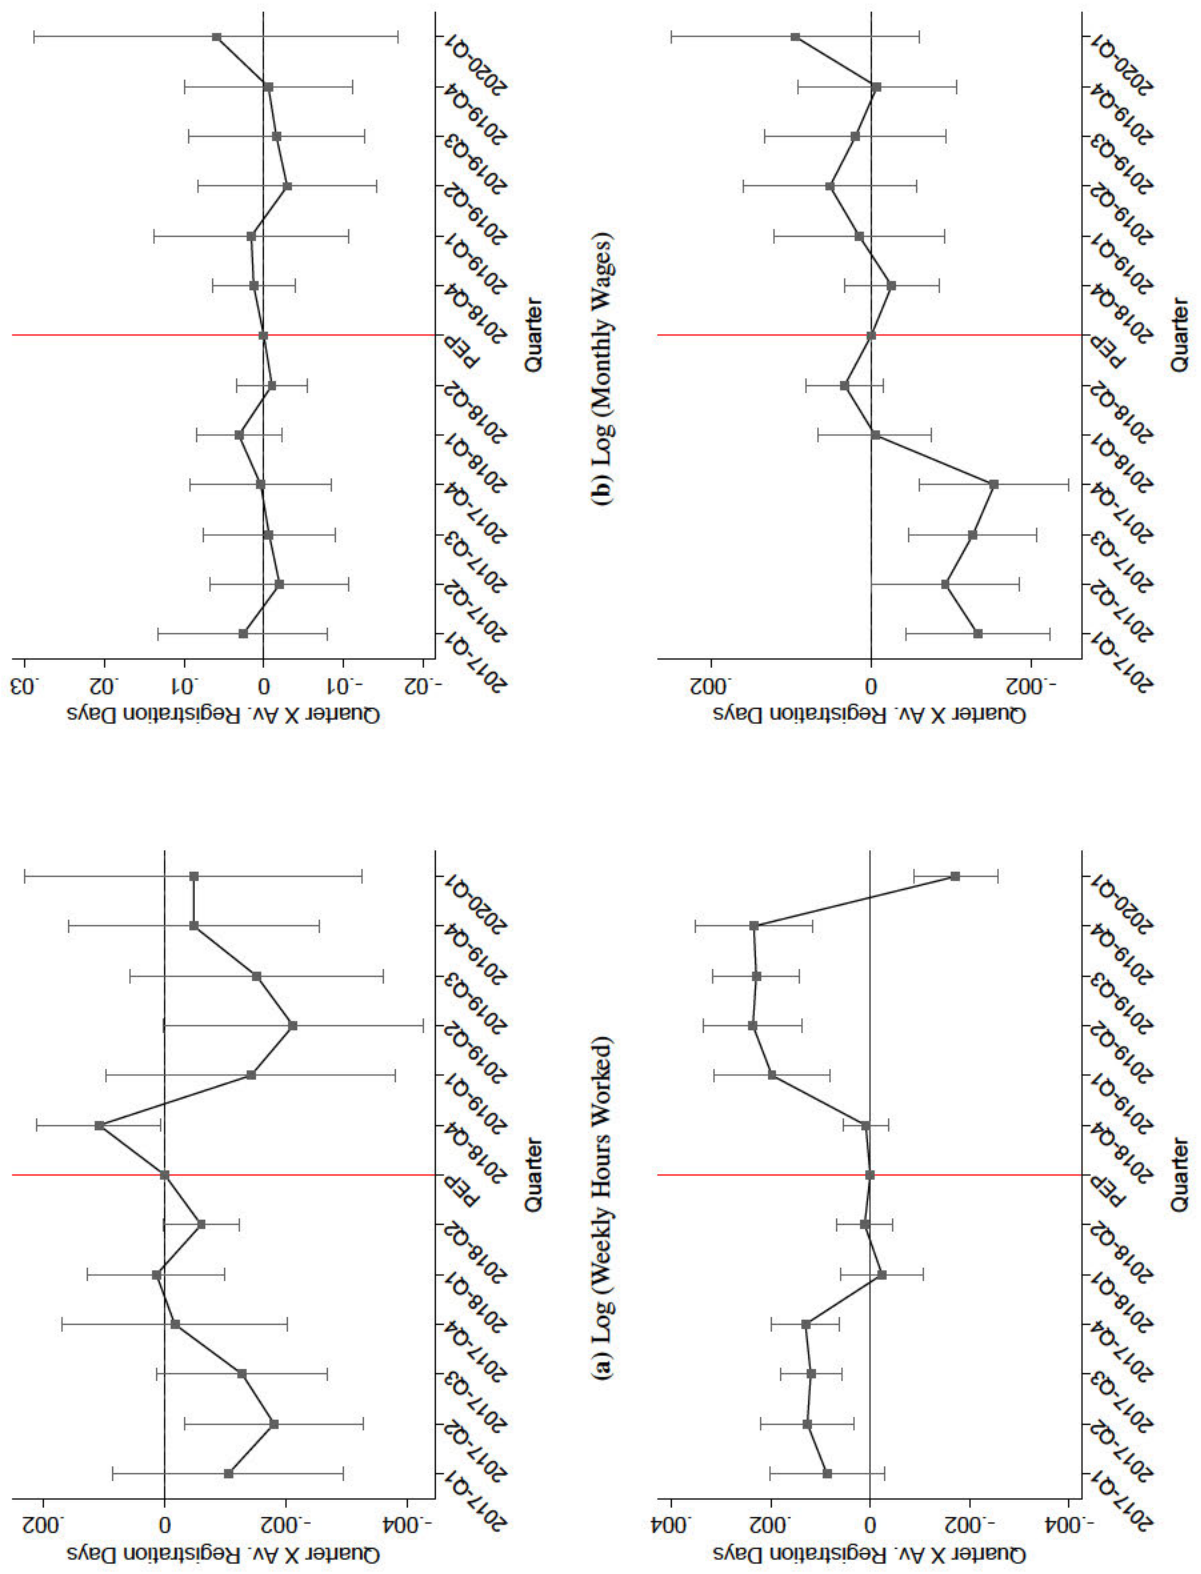 Quarter X Av. Registration Days
.002
0
-.002
-.004
2017-Q1
2017-Q2
2017-Q3
2017-Q4
2018-Q1
2018-Q2
PEP
2018-Q4
2019-Q1
2019-Q2
2019-Q3
2019-Q4
2020-Q1
Quarter
(a) Log (Weekly Hours Worked)
Quarter X Av. Registration Days
.03
.02
.01
0
-.01
-.02
2017-Q1
2017-Q2
2017-Q3
2017-Q4
2018-Q1
2018-Q2
PEP
2018-Q4
2019-Q1
2019-Q2
2019-Q3
2019-Q4
2020-Q1
Quarter
(b) Log (Monthly Wages)
Quarter X Av. Registration Days
.004
.002
0
-.002
-.004
2017-Q1
2017-Q2
2017-Q3
2017-Q4
2018-Q1
2018-Q2
PEP
2018-Q4
2019-Q1
2019-Q2
2019-Q3
2019-Q4
2020-Q1
Quarter
Quarter X Av. Registration Days
.002
0
-.002
2017-Q1
2017-Q2
2017-Q3
2017-Q4
2018-Q1
2018-Q2
PEP
2018-Q4
2019-Q1
2019-Q2
2019-Q3
2019-Q4
2020-Q1
Quarter